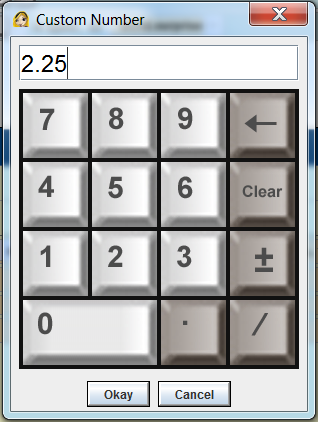 Custom Number
2.25
7 8 9 ←
4 5 6 Clear
1 2 3 ±
0 . /
Okay Cancel